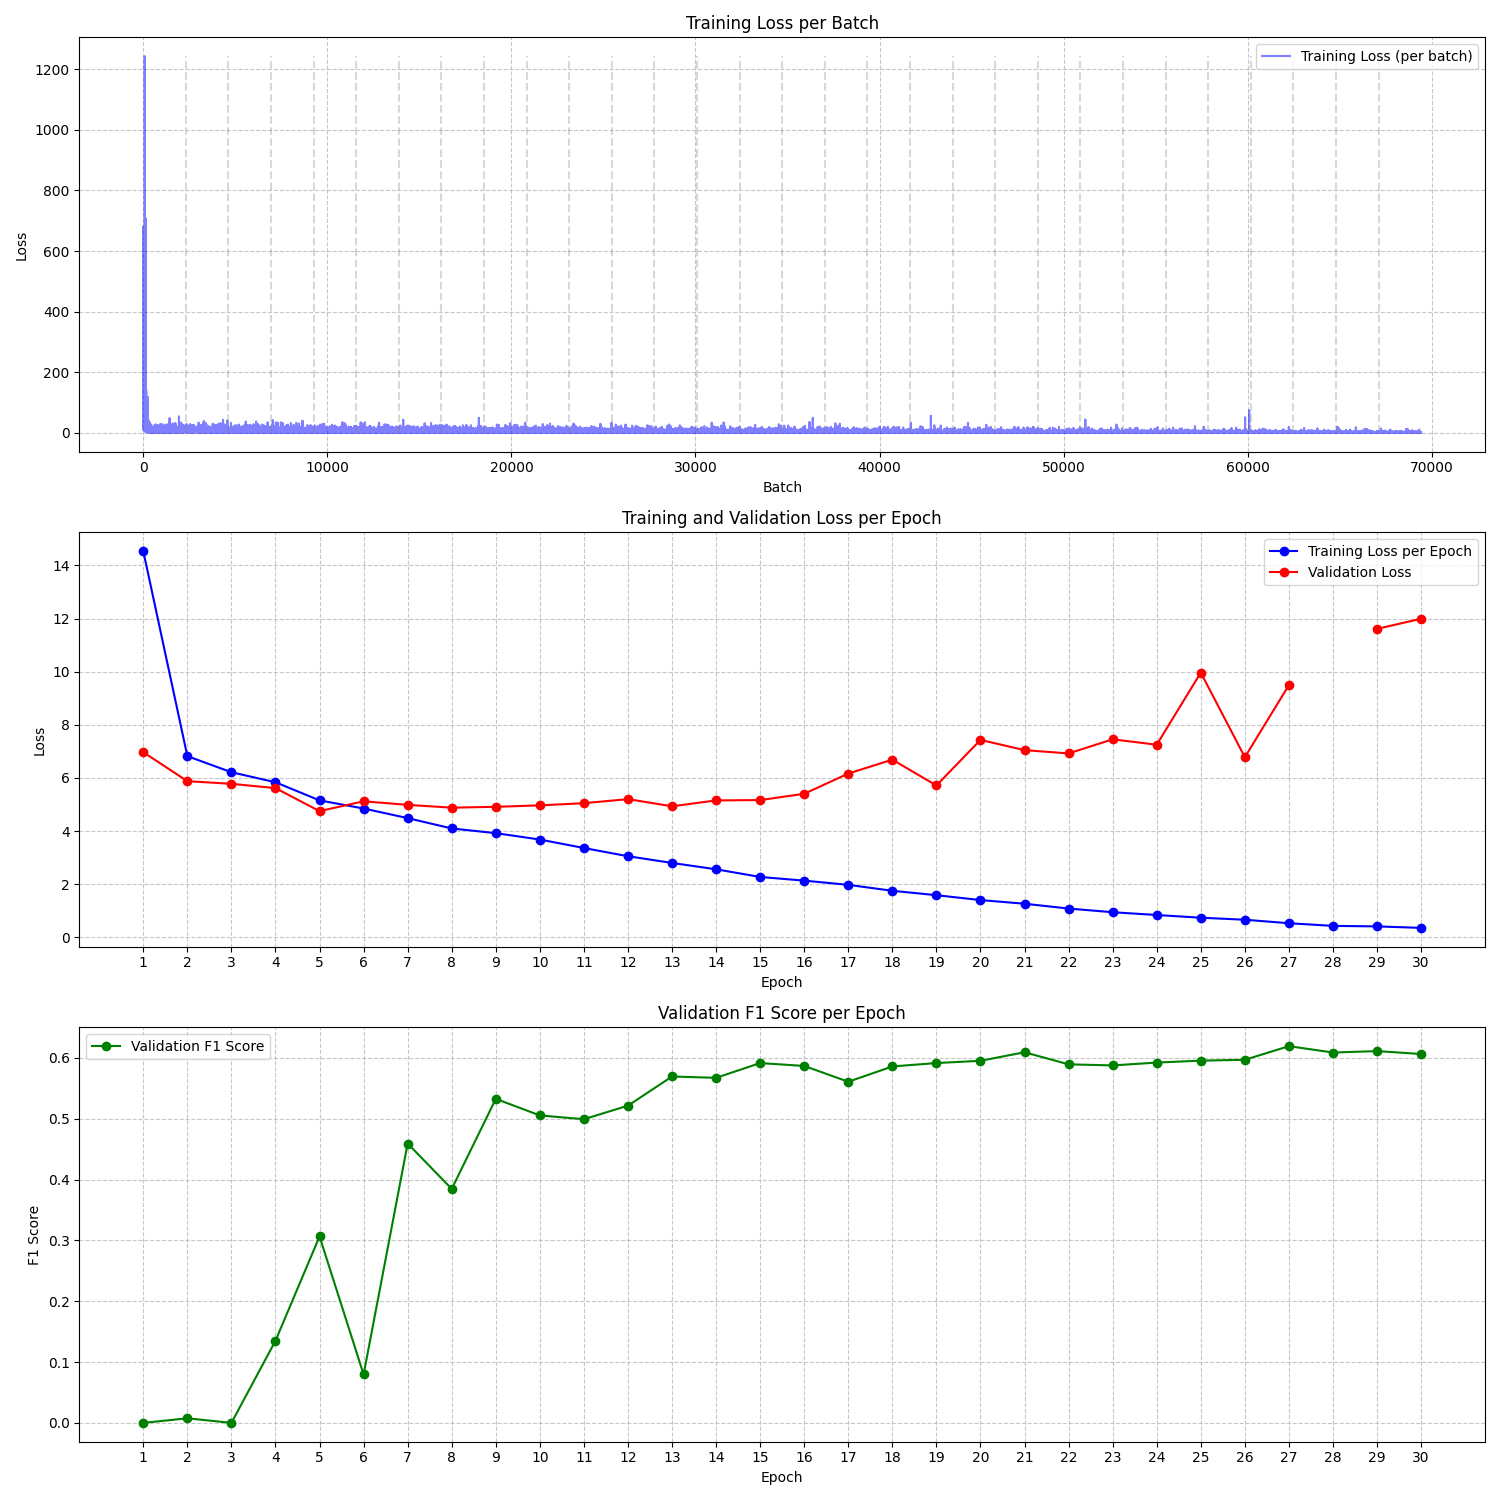 Training Loss per Batch
Training Loss (per batch)
Loss
1200
1000
800
600
400
200
0
0 10000 20000 30000 40000 50000 60000 70000
Batch
Training and Validation Loss per Epoch
Training Loss per Epoch
Validation Loss
Loss
14
12
10
8
6
4
2
0
1 2 3 4 5 6 7 8 9 10 11 12 13 14 15 16 17 18 19 20 21 22 23 24 25 26 27 28 29 30
Epoch
Validation F1 Score per Epoch
Validation F1 Score
F1 Score
0.6
0.5
0.4
0.3
0.2
0.1
0.0
1 2 3 4 5 6 7 8 9 10 11 12 13 14 15 16 17 18 19 20 21 22 23 24 25 26 27 28 29 30
Epoch